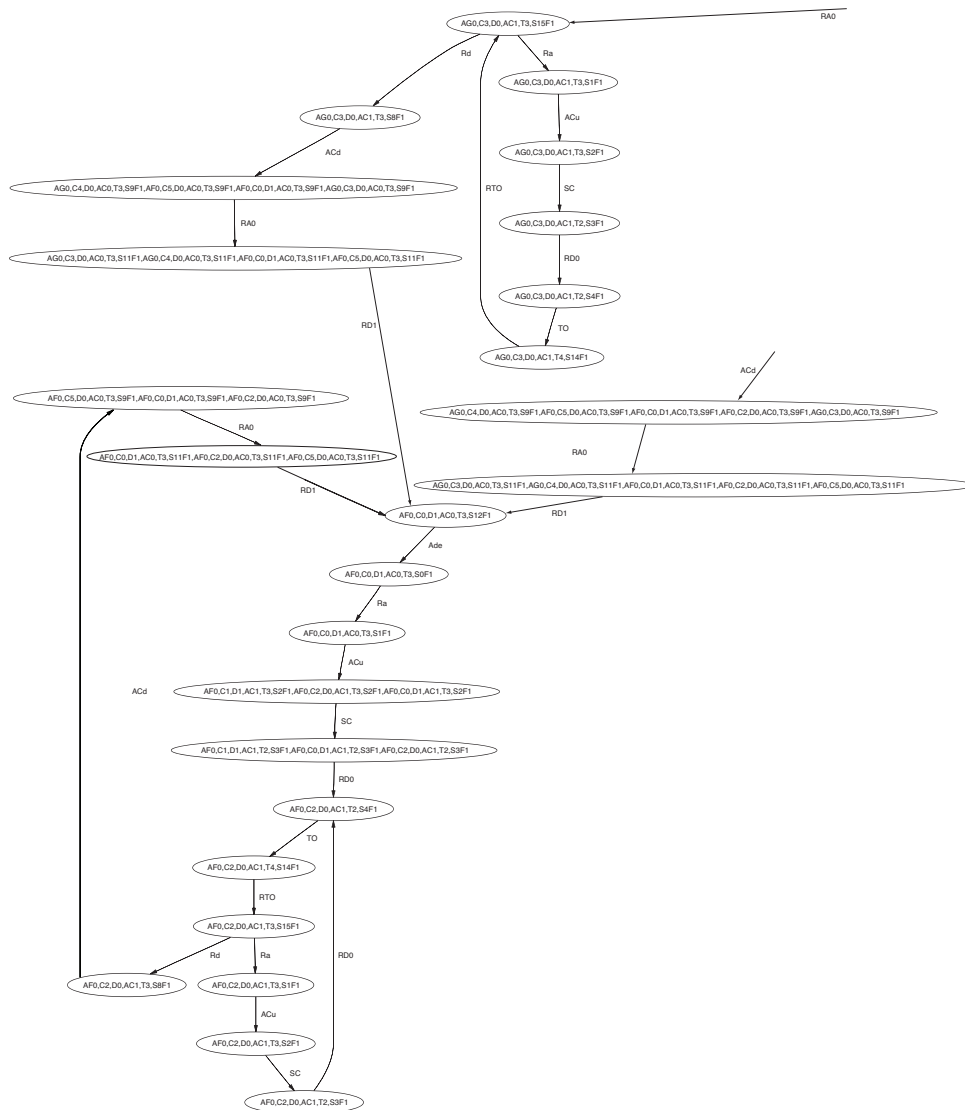 AG0,C3,D0,AC1,T3,S15F1
RA0
Rd
Ra
AG0,C3,D0,AC1,T3,S1F1
AG0,C3,D0,AC1,T3,S8F1
ACu
ACd
AG0,C3,D0,AC1,T3,S2F1
AG0,C4,D0,AC0,T3,S9F1,AF0,C5,D0,AC0,T3,S9F1,AF0,C0,D1,AC0,T3,S9F1,AG0,C3,D0,AC0,T3,S9F1
RTO
SC
RA0
AG0,C3,D0,AC1,T2,S3F1
AG0,C3,D0,AC0,T3,S11F1,AG0,C4,D0,AC0,T3,S11F1,AF0,C0,D1,AC0,T3,S11F1,AF0,C5,D0,AC0,T3,S11F1
RD0
AG0,C3,D0,AC1,T2,S4F1
RD1
TO
AG0,C3,D0,AC1,T4,S14F1
ACd
AF0,C5,D0,AC0,T3,S9F1,AF0,C0,D1,AC0,T3,S9F1,AF0,C2,D0,AC0,T3,S9F1
AG0,C4,D0,AC0,T3,S9F1,AF0,C5,D0,AC0,T3,S9F1,AF0,C0,D1,AC0,T3,S9F1,AF0,C2,D0,AC0,T3,S9F1,AG0,C3,D0,AC0,T3,S9F1
RA0
AF0,C0,D1,AC0,T3,S11F1,AF0,C2,D0,AC0,T3,S11F1,AF0,C5,D0,AC0,T3,S11F1
RA0
AG0,C3,D0,AC0,T3,S11F1,AG0,C4,D0,AC0,T3,S11F1,AF0,C0,D1,AC0,T3,S11F1,AF0,C2,D0,AC0,T3,S11F1,AF0,C5,D0,AC0,T3,S11F1
RD1
RD1
AF0,C0,D1,AC0,T3,S12F1
Ade
AF0,C0,D1,AC0,T3,S0F1
Ra
AF0,C0,D1,AC0,T3,S1F1
ACu
ACd
AF0,C1,D1,AC1,T3,S2F1,AF0,C2,D0,AC1,T3,S2F1,AF0,C0,D1,AC1,T3,S2F1
SC
AF0,C1,D1,AC1,T2,S3F1,AF0,C0,D1,AC1,T2,S3F1,AF0,C2,D0,AC1,T2,S3F1
RD0
AF0,C2,D0,AC1,T2,S4F1
TO
AF0,C2,D0,AC1,T4,S14F1
RTO
AF0,C2,D0,AC1,T3,S15F1
Rd
Ra
RD0
AF0,C2,D0,AC1,T3,S8F1
AF0,C2,D0,AC1,T3,S1F1
ACu
AF0,C2,D0,AC1,T3,S2F1
SC
AF0,C2,D0,AC1,T2,S3F1